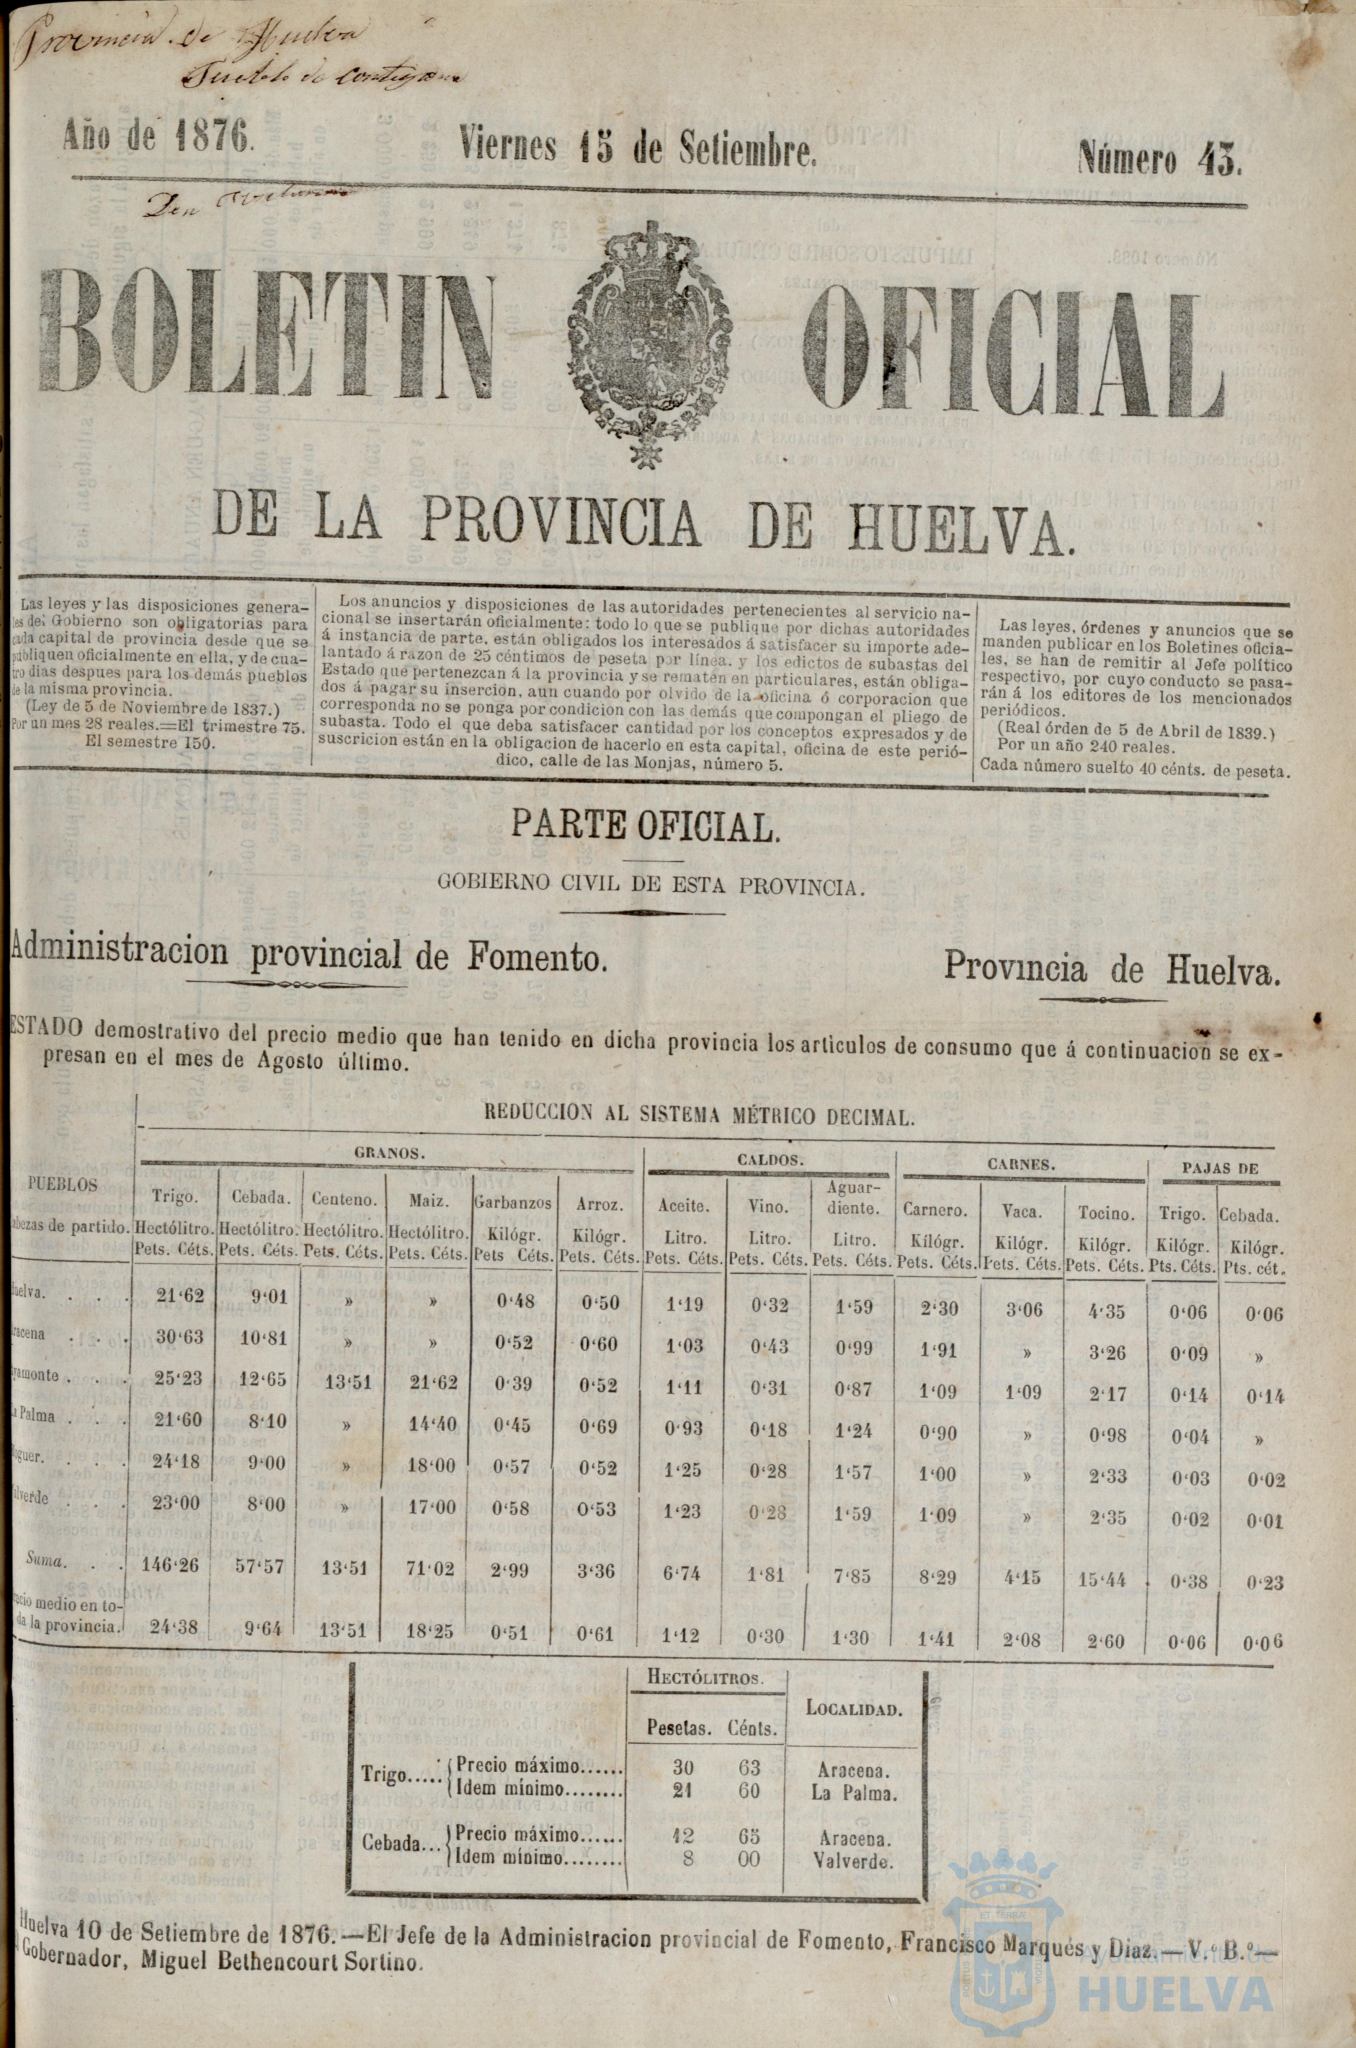 Provincia de Huelva
Pueblo de
Año de 1876.
Viernes 15 de Setiembre.
Número 43.
Don
BOLETIN OFICIAL
DE LA PROVINCIA DE HUELVA.
Las leyes y las disposiciones genera-
les del Gobierno son obligatorias para
cada capital de provincia desde que se
publiquen oficialmente en ella, y de cua-
tro dias despues para los demás pueblos
de la misma provincia.
(Ley de 5 de Noviembre de 1837.)
Por un mes 28 reales.=El trimestre 75.
El semestre 150.
Los anuncios y disposiciones de las autoridades pertenecientes al servicio na-
cional se insertarán oficialmente: todo lo que se publique por dichas autoridades
á instancia de parte, están obligados los interesados á satisfacer su importe ade-
lantado á razon de 25 céntimos de peseta por línea, y los edictos de subastas del
Estado que pertenezcan á la provincia y se rematen en particulares, están obliga-
dos á pagar su insercion, aun cuando por olvido de la oficina ó corporacion que
corresponda no se ponga por condicion con las demás que compongan el pliego de
subasta. Todo el que deba satisfacer cantidad por los conceptos expresados y de
suscricion están en la obligacion de hacerlo en esta capital, oficina de este perió-
dico, calle de las Monjas, número 5.
Las leyes, órdenes y anuncios que se
manden publicar en los Boletines oficia-
les, se han de remitir al Jefe político
respectivo, por cuyo conducto se pasa-
rán á los editores de los mencionados
periódicos.
(Real órden de 5 de Abril de 1839.)
Por un año 240 reales.
Cada número suelto 40 cénts. de peseta.
PARTE OFICIAL.
GOBIERNO CIVIL DE ESTA PROVINCIA.
Administracion provincial de Fomento.
Provincia de Huelva.
ESTADO demostrativo del precio medio que han tenido en dicha provincia los articulos de consumo que á continuacion se ex-
presan en el mes de Agosto último.
REDUCCION AL SISTEMA MÉTRICO DECIMAL.
GRANOS. CALDOS. CARNES. PAJAS DE
PUEBLOS Trigo. Cebada. Centeno. Maiz. Garbanzos Arroz. Aceite. Vino. Aguar-diente. Carnero. Vaca. Tocino. Trigo. Cebada.
cabezas de partido. Hectólitro. Hectólitro. Hectólitro. Hectólitro. Kilógr. Kilógr. Litro. Litro. Litro. Kilógr. Kilógr. Kilógr. Kilógr. Kilógr.
Pets. Céts. Pets. Céts. Pets. Céts. Pets. Céts. Pets Céts. Pets. Céts. Pets. Céts. Pets. Céts. Pets. Céts. Pets. Céts. Pets. Céts. Pets. Céts. Pts. Céts. Pts. cét.
Huelva. . . . 21‘62 9‘01 » » 0‘48 0‘50 1‘19 0‘32 1‘59 2‘30 3‘06 4‘35 0‘06 0‘06
Aracena . . . 30‘63 10‘81 » » 0‘52 0‘60 1‘03 0‘43 0‘99 1‘91 » 3‘26 0‘09 »
Ayamonte . . . 25‘23 12‘65 13‘51 21‘62 0‘39 0‘52 1‘11 0‘31 0‘87 1‘09 1‘09 2‘17 0‘14 0‘14
La Palma . . . 21‘60 8‘10 » 14‘40 0‘45 0‘69 0‘93 0‘18 1‘24 0‘90 » 0‘98 0‘04 »
Moguer. . . . 24‘18 9‘00 » 18‘00 0‘57 0‘52 1‘25 0‘28 1‘57 1‘00 » 2‘33 0‘03 0‘02
Valverde . . . 23‘00 8‘00 » 17‘00 0‘58 0‘53 1‘23 0‘28 1‘59 1‘09 » 2‘35 0‘02 0‘01
Suma. . . 146‘26 57‘57 13‘51 71‘02 2‘99 3‘36 6‘74 1‘81 7‘85 8‘29 4‘15 15‘44 0‘38 0‘23
Precio medio en to-
da la provincia. 24‘38 9‘64 13‘51 18‘25 0‘51 0‘61 1‘12 0‘30 1‘30 1‘41 2‘08 2‘60 0‘06 0‘06
HECTÓLITROS. LOCALIDAD.
Pesetas. Cénts.
Trigo..... Precio máximo...... 30 63 Aracena.
Idem mínimo........ 21 60 La Palma.
Cebada... Precio máximo...... 12 65 Aracena.
Idem mínimo........ 8 00 Valverde.
Huelva 10 de Setiembre de 1876.—El Jefe de la Administracion provincial de Fomento, Francisco Marqués y Diaz.—V.º B.º—
Gobernador, Miguel Bethencourt Sortino.
Ayuntamiento de
HUELVA